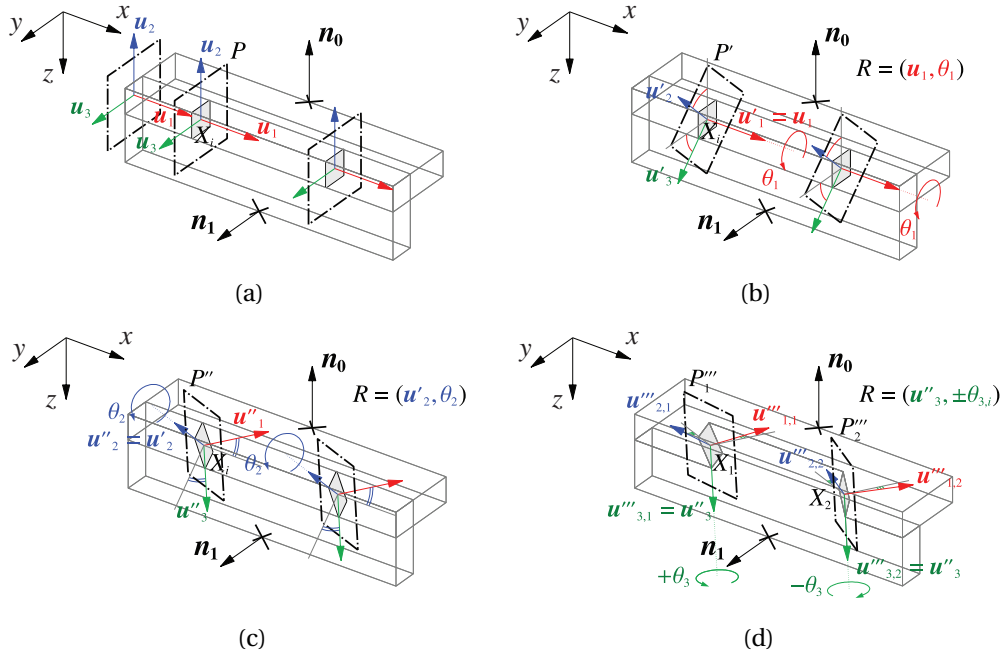 y x z
u₂ u₂ P n₀
u₃ u₁ Xᵢ u₁
u₃
n₁
(a)
y x z
P′ n₀ R = (u₁, θ₁)
u′₂ Xᵢ u′₁ = u₁
u′₃ θ₁
n₁ θ₁
(b)
y x z
P″ n₀ R = (u′₂, θ₂)
θ₂ u″₁
u″₂ = u′₂ Xᵢ θ₂
u″₃
n₁
(c)
y x z
P‴₁ n₀ R = (u″₃, ±θ₃,ᵢ)
u‴₂,₁ u‴₁,₁ P‴₂
X₁ u‴₂,₂ u‴₁,₂
X₂
u‴₃,₁ = u″₃
n₁ u‴₃,₂ = u″₃
+θ₃ −θ₃
(d)